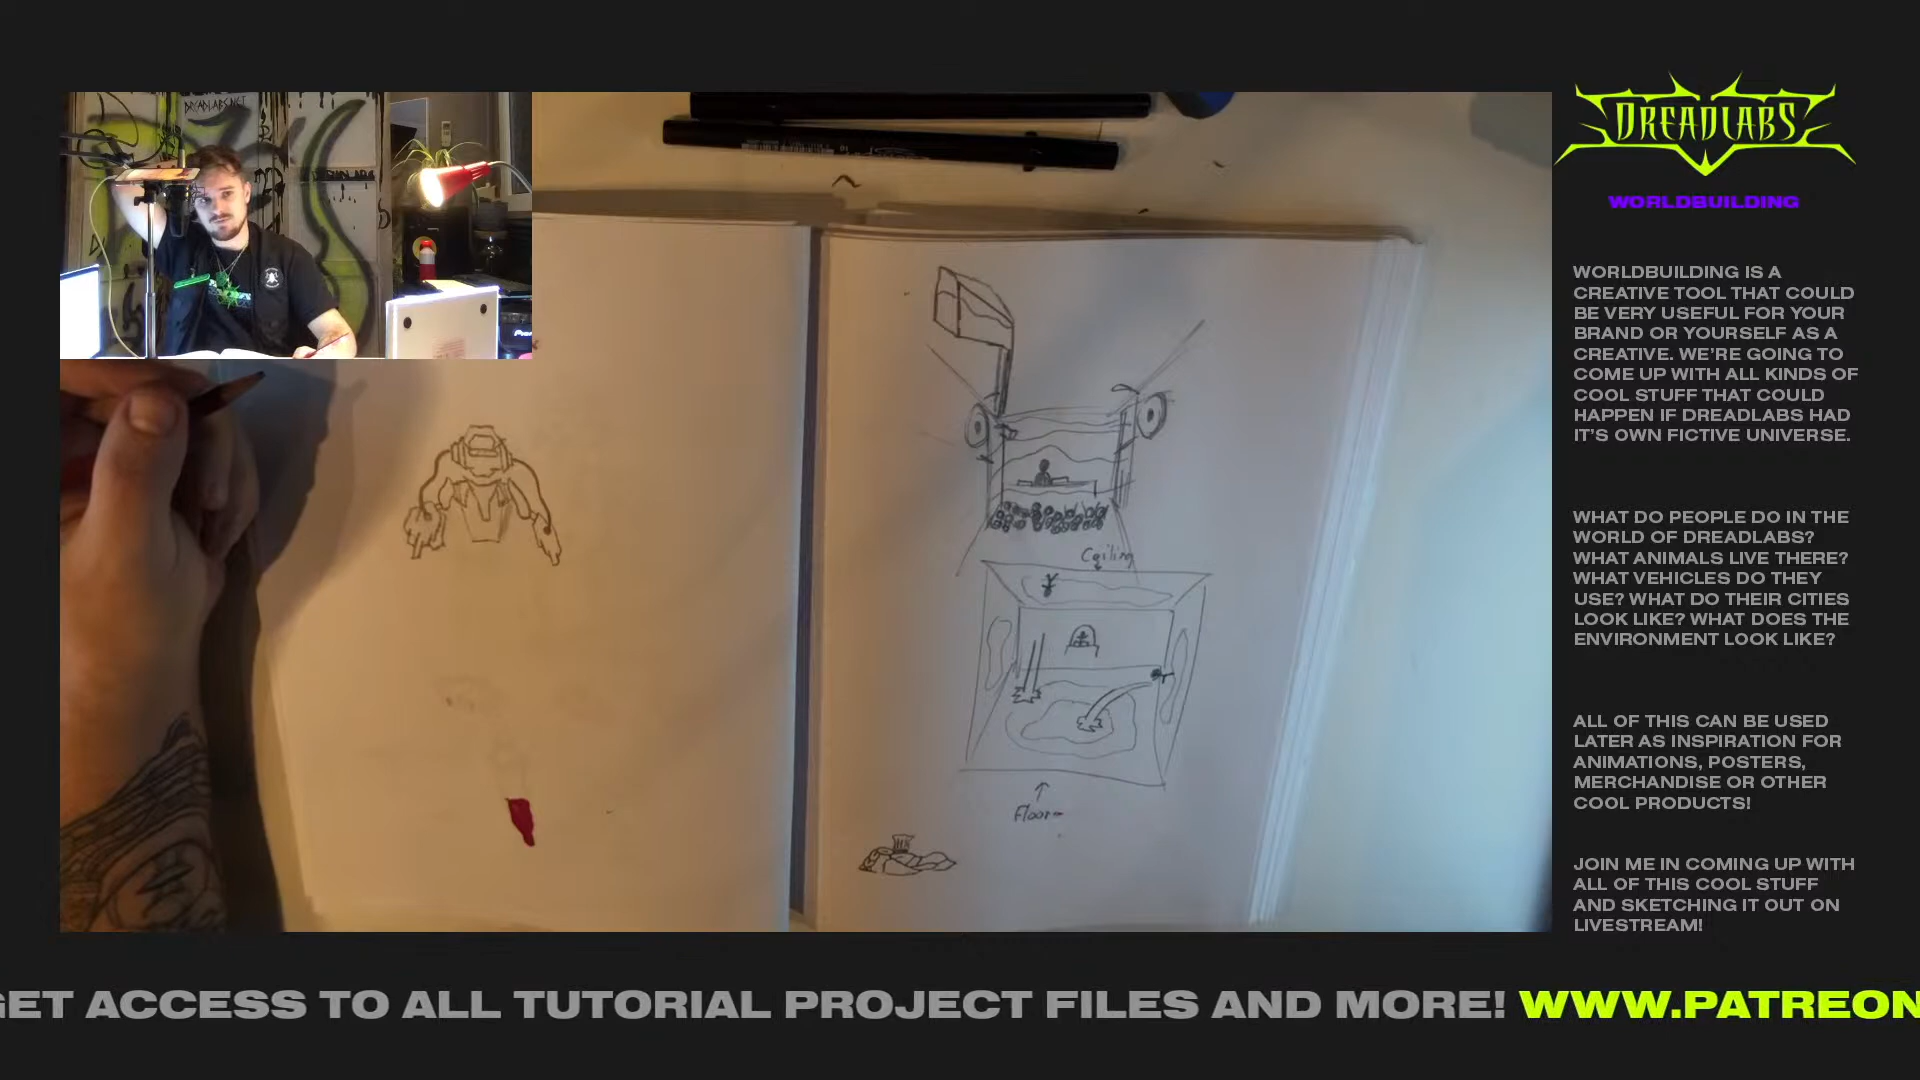 DREADLABS.NET
DREADLABS
WORLDBUILDING
WORLDBUILDING IS A
CREATIVE TOOL THAT COULD
BE VERY USEFUL FOR YOUR
BRAND OR YOURSELF AS A
CREATIVE. WE'RE GOING TO
COME UP WITH ALL KINDS OF
COOL STUFF THAT COULD
HAPPEN IF DREADLABS HAD
IT'S OWN FICTIVE UNIVERSE.
WHAT DO PEOPLE DO IN THE
WORLD OF DREADLABS?
WHAT ANIMALS LIVE THERE?
WHAT VEHICLES DO THEY
USE? WHAT DO THEIR CITIES
LOOK LIKE? WHAT DOES THE
ENVIRONMENT LOOK LIKE?
ALL OF THIS CAN BE USED
LATER AS INSPIRATION FOR
ANIMATIONS, POSTERS,
MERCHANDISE OR OTHER
COOL PRODUCTS!
JOIN ME IN COMING UP WITH
ALL OF THIS COOL STUFF
AND SKETCHING IT OUT ON
LIVESTREAM!
Ceiling
Floor
GET ACCESS TO ALL TUTORIAL PROJECT FILES AND MORE! WWW.PATREON